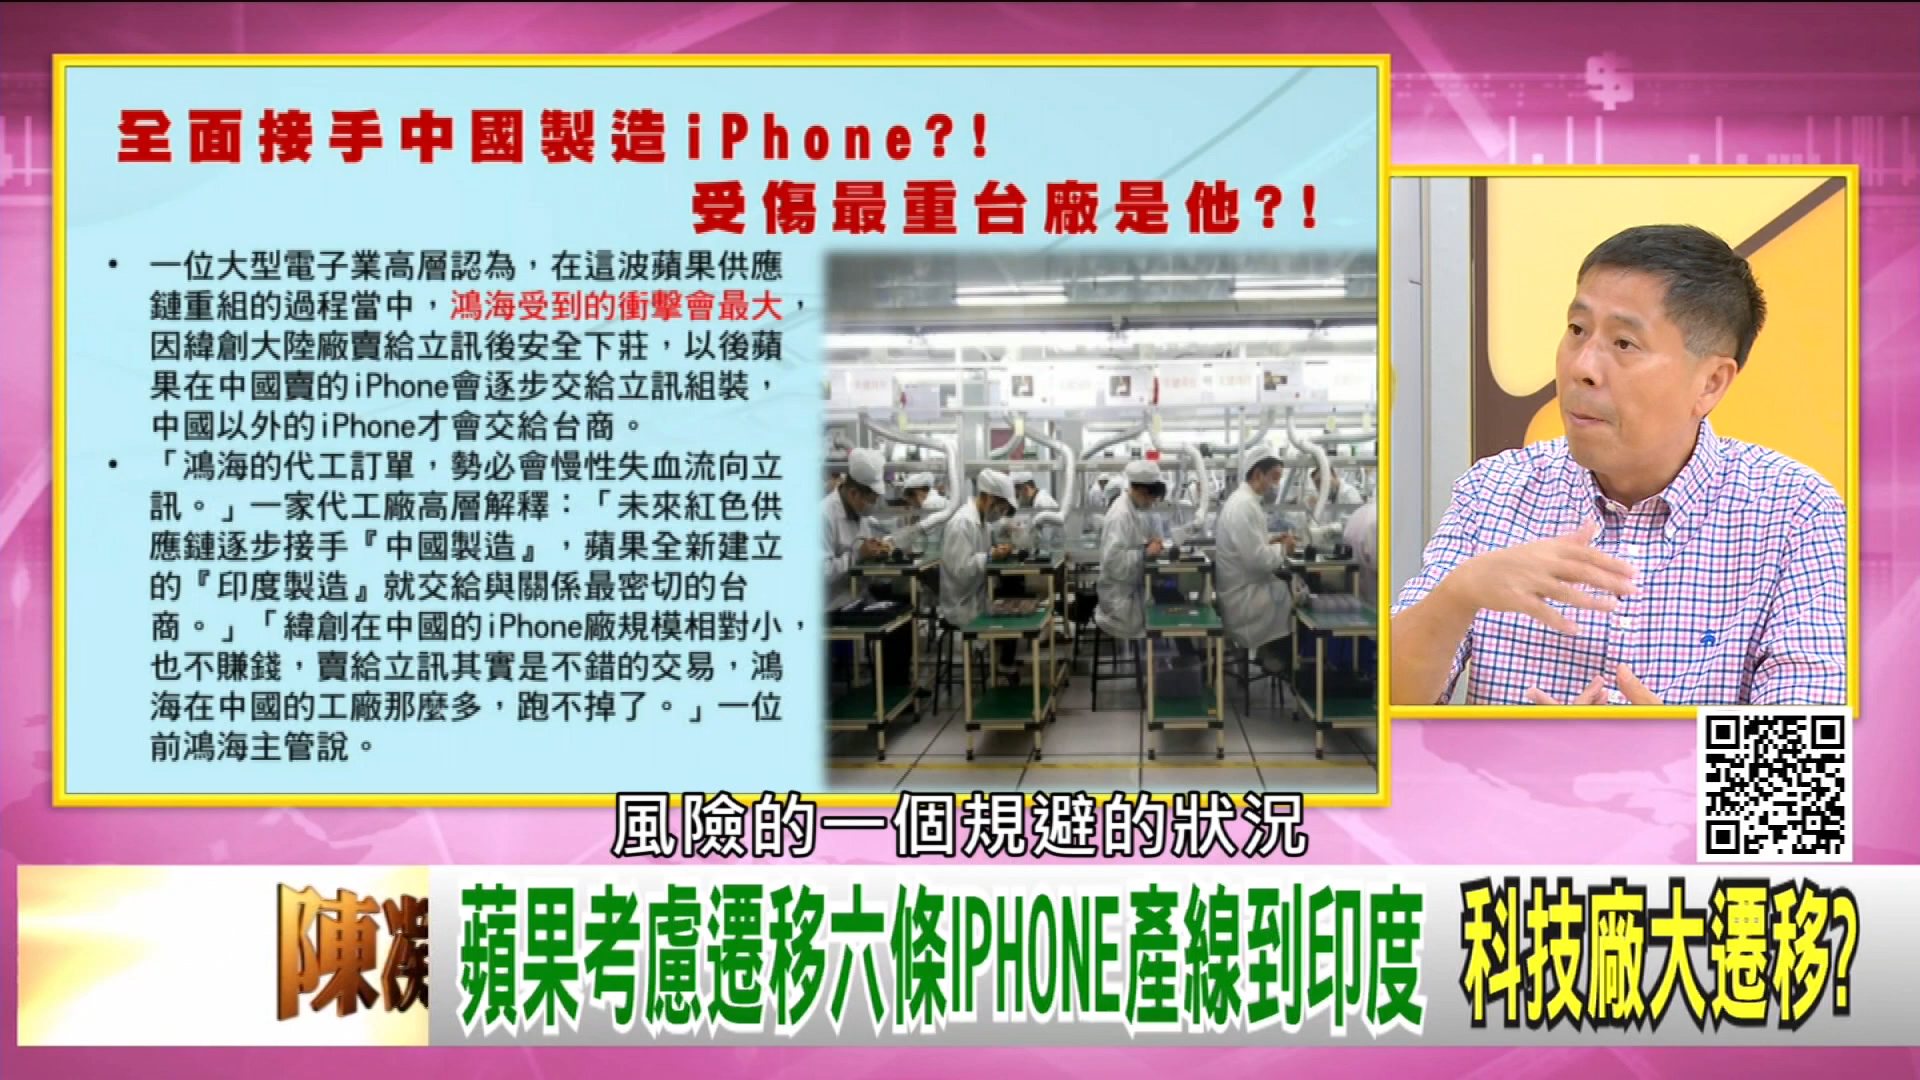 全面接手中國製造iPhone?!
受傷最重台廠是他?!
• 一位大型電子業高層認為，在這波蘋果供應
鏈重組的過程當中，鴻海受到的衝擊會最大，
因緯創大陸廠賣給立訊後安全下莊，以後蘋
果在中國賣的iPhone會逐步交給立訊組裝，
中國以外的iPhone才會交給台商。
• 「鴻海的代工訂單，勢必會慢性失血流向立
訊。」一家代工廠高層解釋：「未來紅色供
應鏈逐步接手『中國製造』，蘋果全新建立
的『印度製造』就交給與關係最密切的台
商。」「緯創在中國的iPhone廠規模相對小，
也不賺錢，賣給立訊其實是不錯的交易，鴻
海在中國的工廠那麼多，跑不掉了。」一位
前鴻海主管說。
風險的一個規避的狀況
陳凝
蘋果考慮遷移六條IPHONE產線到印度 科技廠大遷移?